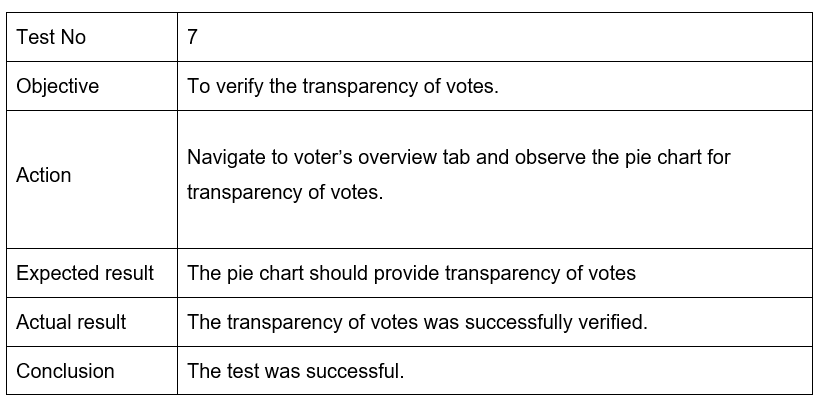 Test No 7
Objective To verify the transparency of votes.
Action Navigate to voter’s overview tab and observe the pie chart for
transparency of votes.
Expected result The pie chart should provide transparency of votes
Actual result The transparency of votes was successfully verified.
Conclusion The test was successful.